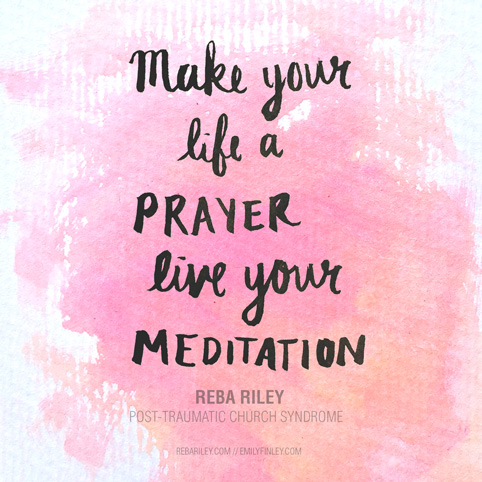 Make your
life a
PRAYER
live your
MEDITATION
REBA RILEY
POST-TRAUMATIC CHURCH SYNDROME
REBARILEY.COM // EMILYFINLEY.COM